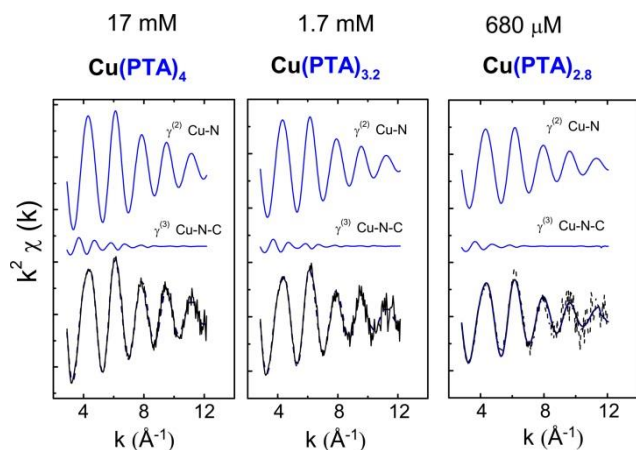 17 mM
1.7 mM
680 µM
Cu(PTA)4
Cu(PTA)3.2
Cu(PTA)2.8
γ(2) Cu-N
γ(2) Cu-N
γ(2) Cu-N
γ(3) Cu-N-C
γ(3) Cu-N-C
γ(3) Cu-N-C
k² χ (k)
4 8 12
4 8 12
4 8 12
k (Å-1)
k (Å-1)
k (Å-1)